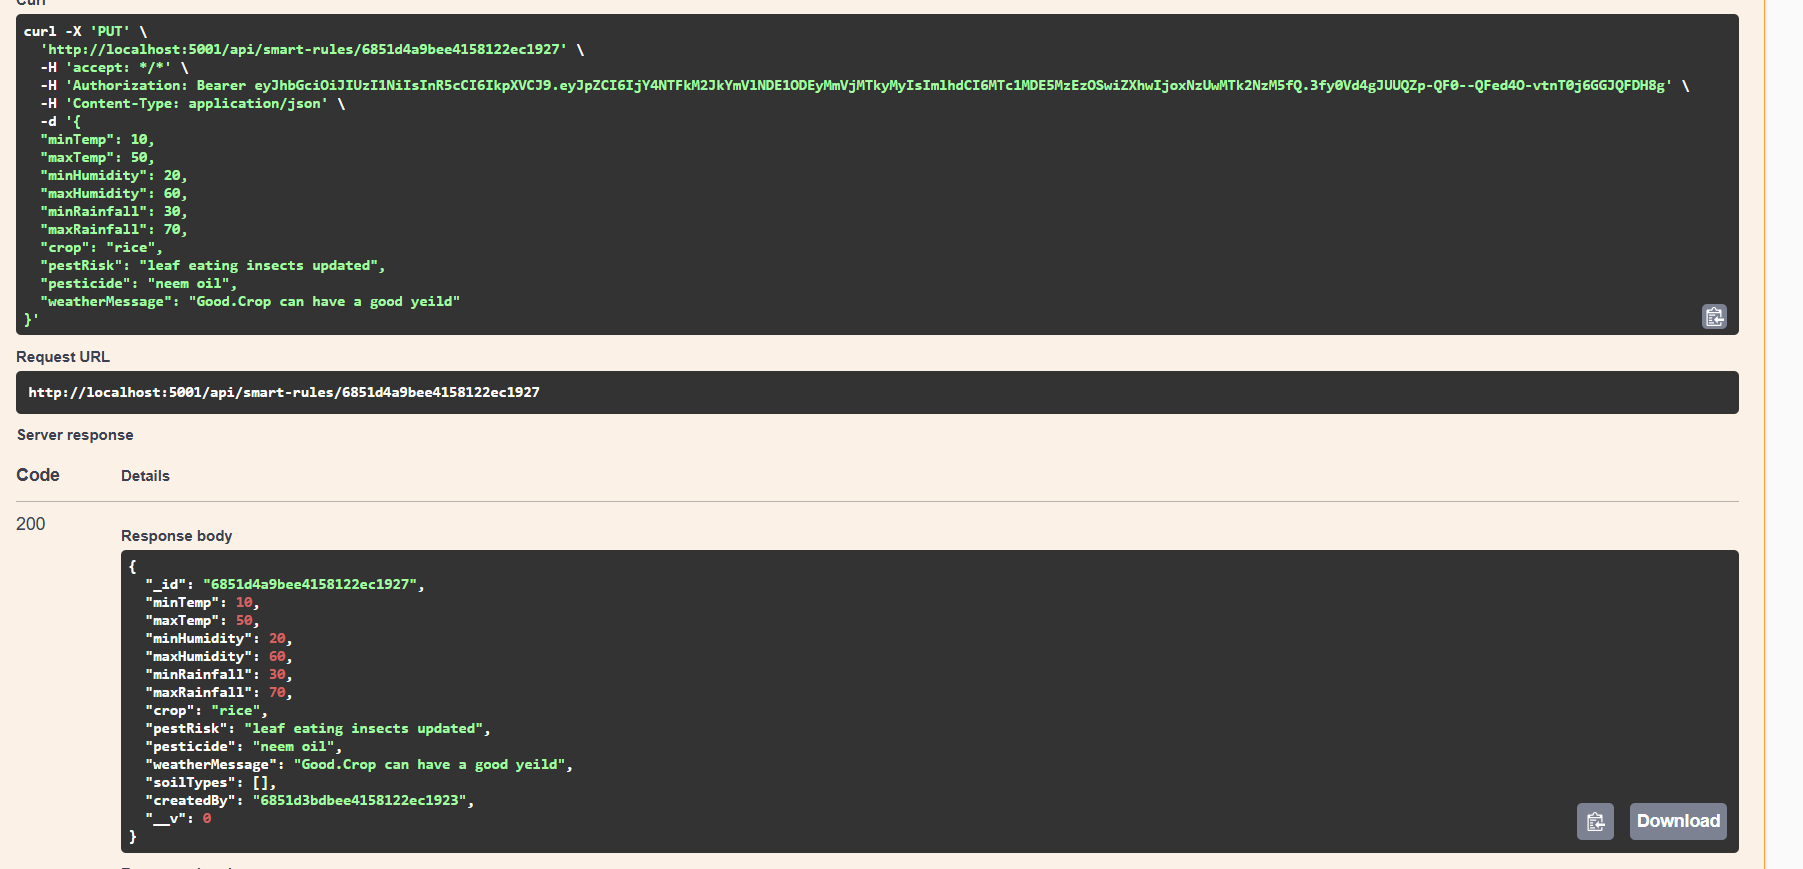 curl -X 'PUT' \
'http://localhost:5001/api/smart-rules/6851d4a9bee4158122ec1927' \
-H 'accept: */*' \
-H 'Authorization: Bearer eyJhbGciOiJIUzI1NiIsInR5cCI6IkpXVCJ9.eyJpZCI6IjY4NTFkM2JkYmVlNDE1ODEyMmVjMTkyMyIsImlhdCI6MTc1MDE5MzEzOSwiZXhwIjoxNzUwMTk2NzM5fQ.3fy0Vd4gJUUQZp-QF0--QFed4O-vtnT0j6GGJQFDH8g' \
-H 'Content-Type: application/json' \
-d '{
"minTemp": 10,
"maxTemp": 50,
"minHumidity": 20,
"maxHumidity": 60,
"minRainfall": 30,
"maxRainfall": 70,
"crop": "rice",
"pestRisk": "leaf eating insects updated",
"pesticide": "neem oil",
"weatherMessage": "Good.Crop can have a good yeild"
}'
Request URL
http://localhost:5001/api/smart-rules/6851d4a9bee4158122ec1927
Server response
Code Details
200
Response body
{
"_id": "6851d4a9bee4158122ec1927",
"minTemp": 10,
"maxTemp": 50,
"minHumidity": 20,
"maxHumidity": 60,
"minRainfall": 30,
"maxRainfall": 70,
"crop": "rice",
"pestRisk": "leaf eating insects updated",
"pesticide": "neem oil",
"weatherMessage": "Good.Crop can have a good yeild",
"soilTypes": [],
"createdBy": "6851d3bdbee4158122ec1923",
"__v": 0
}
Download